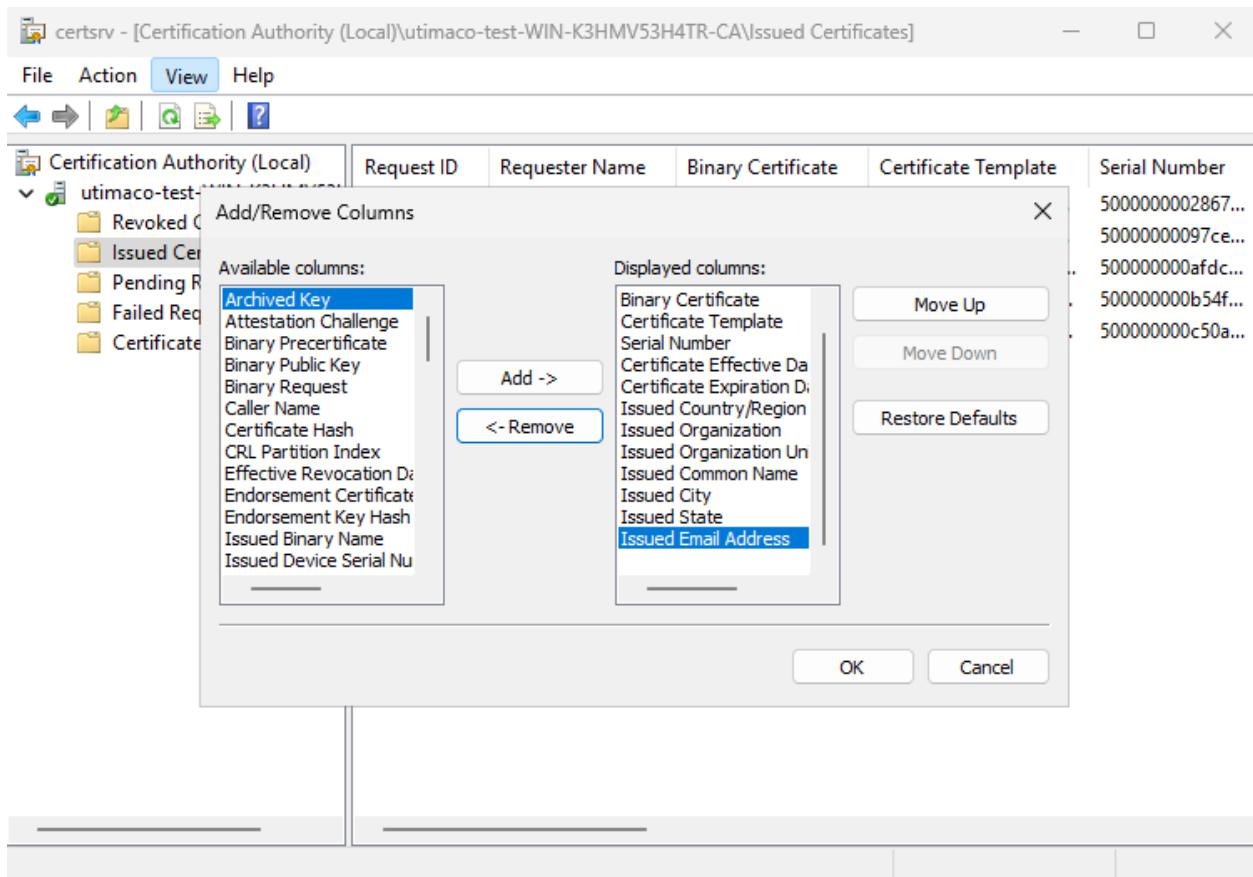 certsrv - [Certification Authority (Local)\utimaco-test-WIN-K3HMV53H4TR-CA\Issued Certificates]
File Action View Help
Certification Authority (Local)
utimaco-test-
Revoked C
Issued Cer
Pending R
Failed Req
Certificate
Request ID Requester Name Binary Certificate Certificate Template Serial Number
5000000002867...
50000000097ce...
500000000afdc...
500000000b54f...
500000000c50a...
Add/Remove Columns
Available columns:
Archived Key
Attestation Challenge
Binary Precertificate
Binary Public Key
Binary Request
Caller Name
Certificate Hash
CRL Partition Index
Effective Revocation Da
Endorsement Certificate
Endorsement Key Hash
Issued Binary Name
Issued Device Serial Nu
Add ->
<- Remove
Displayed columns:
Binary Certificate
Certificate Template
Serial Number
Certificate Effective Da
Certificate Expiration Da
Issued Country/Region
Issued Organization
Issued Organization Uni
Issued Common Name
Issued City
Issued State
Issued Email Address
Move Up
Move Down
Restore Defaults
OK Cancel